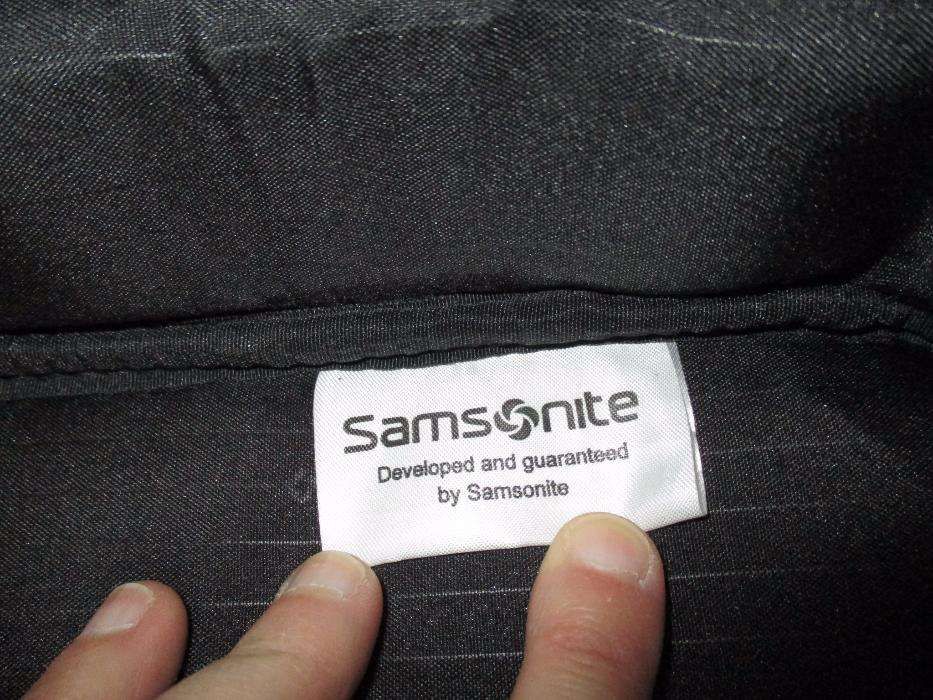 Samsonite
Developed and guaranteed
by Samsonite